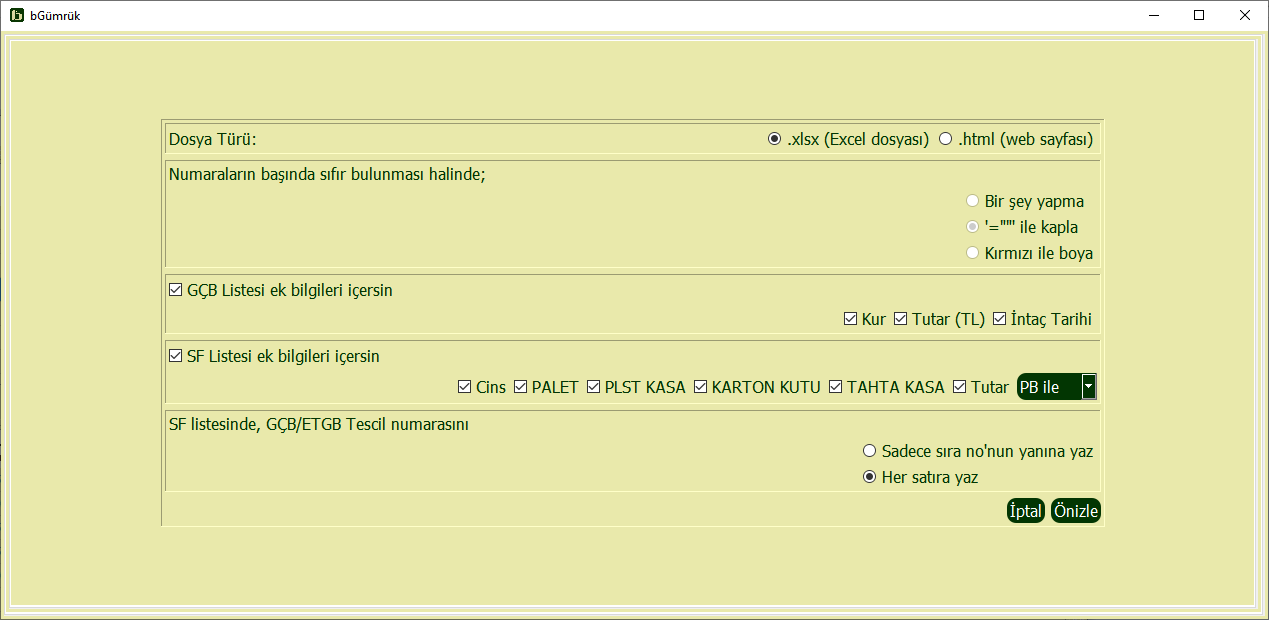 bGümrük
Dosya Türü: .xlsx (Excel dosyası) .html (web sayfası)
Numaraların başında sıfır bulunması halinde;
Bir şey yapma
'=""' ile kapla
Kırmızı ile boya
GÇB Listesi ek bilgileri içersin
Kur Tutar (TL) İntaç Tarihi
SF Listesi ek bilgileri içersin
Cins PALET PLST KASA KARTON KUTU TAHTA KASA Tutar PB ile
SF listesinde, GÇB/ETGB Tescil numarasını
Sadece sıra no'nun yanına yaz
Her satıra yaz
İptal Önizle